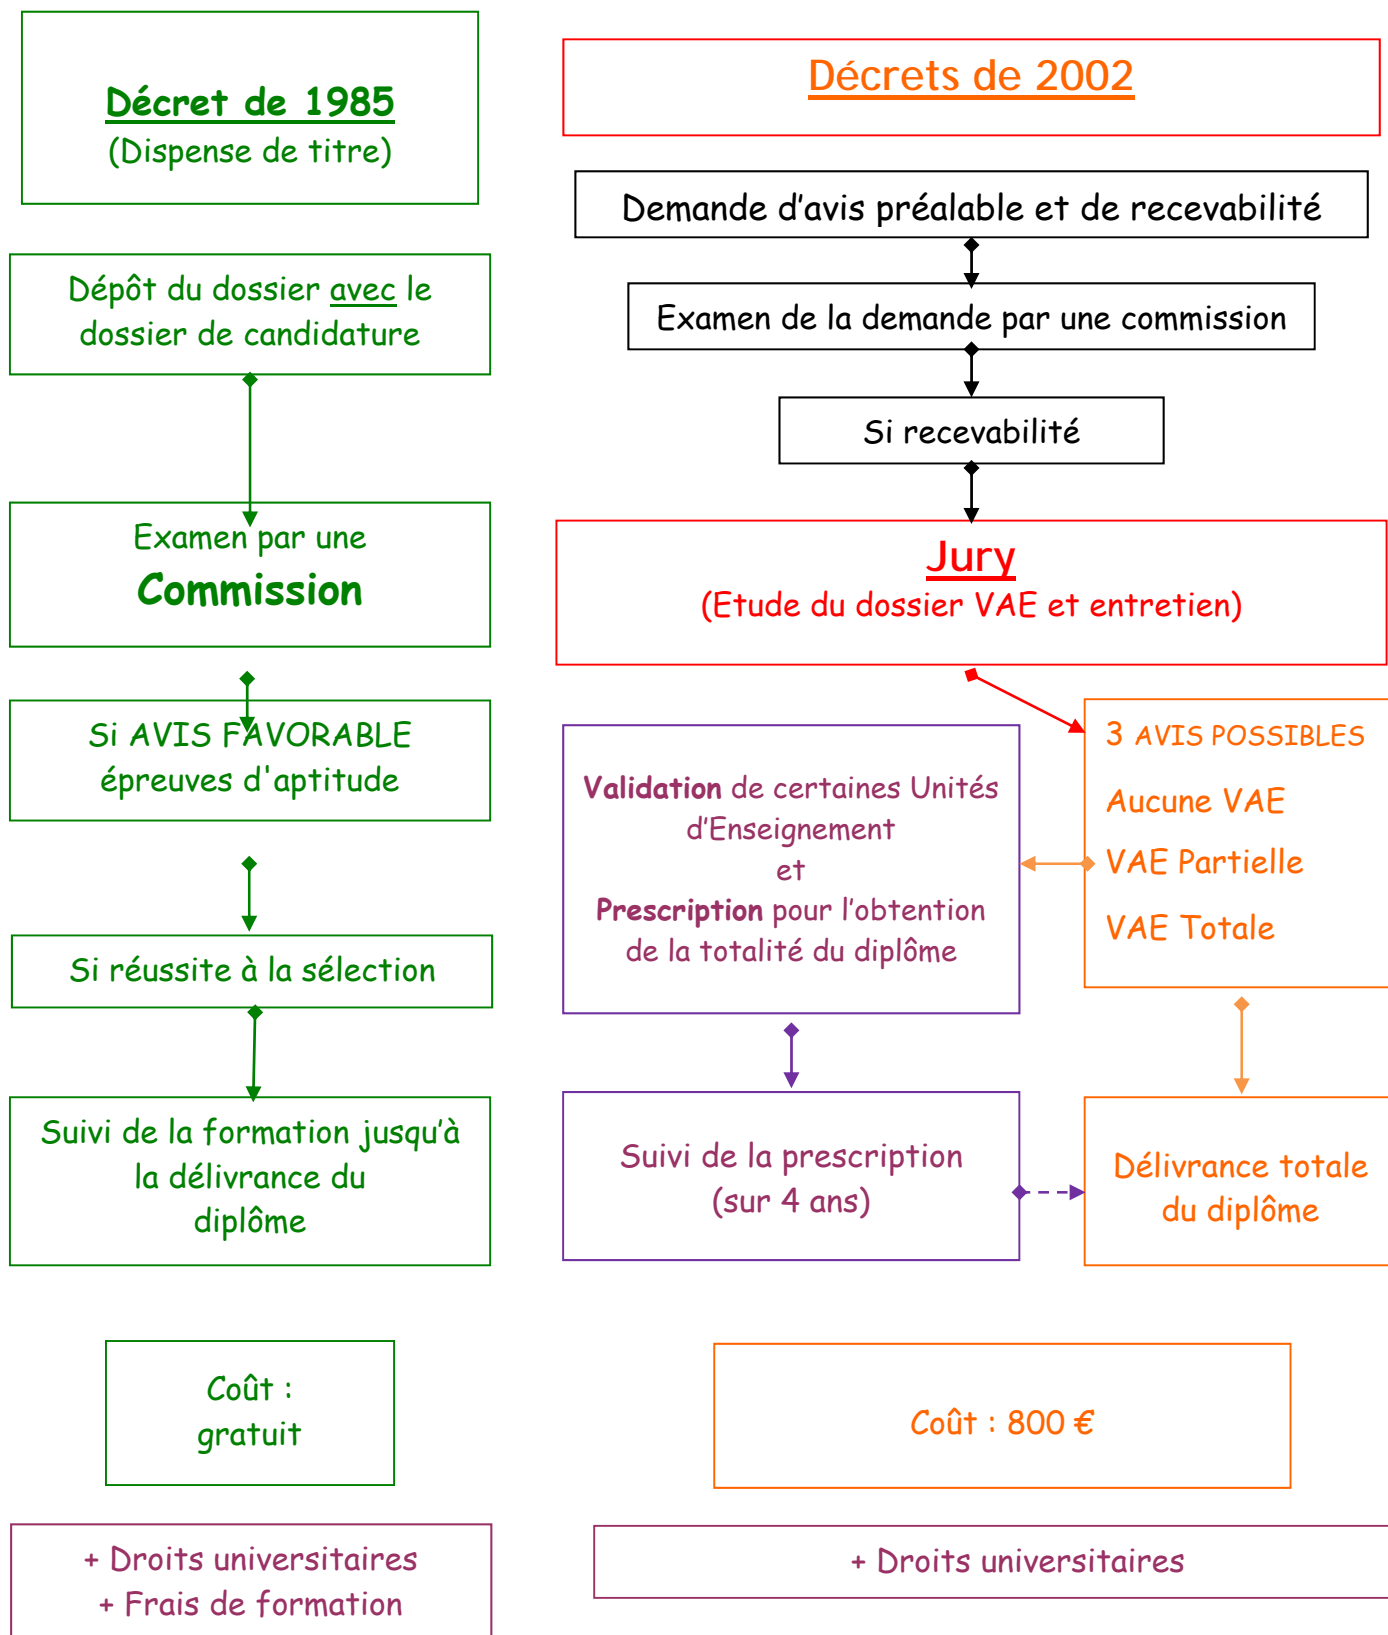 Décret de 1985
(Dispense de titre)
Dépôt du dossier avec le
dossier de candidature
Examen par une
Commission
Si AVIS FAVORABLE
épreuves d'aptitude
Si réussite à la sélection
Suivi de la formation jusqu'à
la délivrance du
diplôme
Coût :
gratuit
+ Droits universitaires
+ Frais de formation
Décrets de 2002
Demande d'avis préalable et de recevabilité
Examen de la demande par une commission
Si recevabilité
Jury
(Etude du dossier VAE et entretien)
3 AVIS POSSIBLES
Aucune VAE
VAE Partielle
VAE Totale
Validation de certaines Unités
d'Enseignement
et
Prescription pour l'obtention
de la totalité du diplôme
Suivi de la prescription
(sur 4 ans)
Délivrance totale
du diplôme
Coût : 800 €
+ Droits universitaires